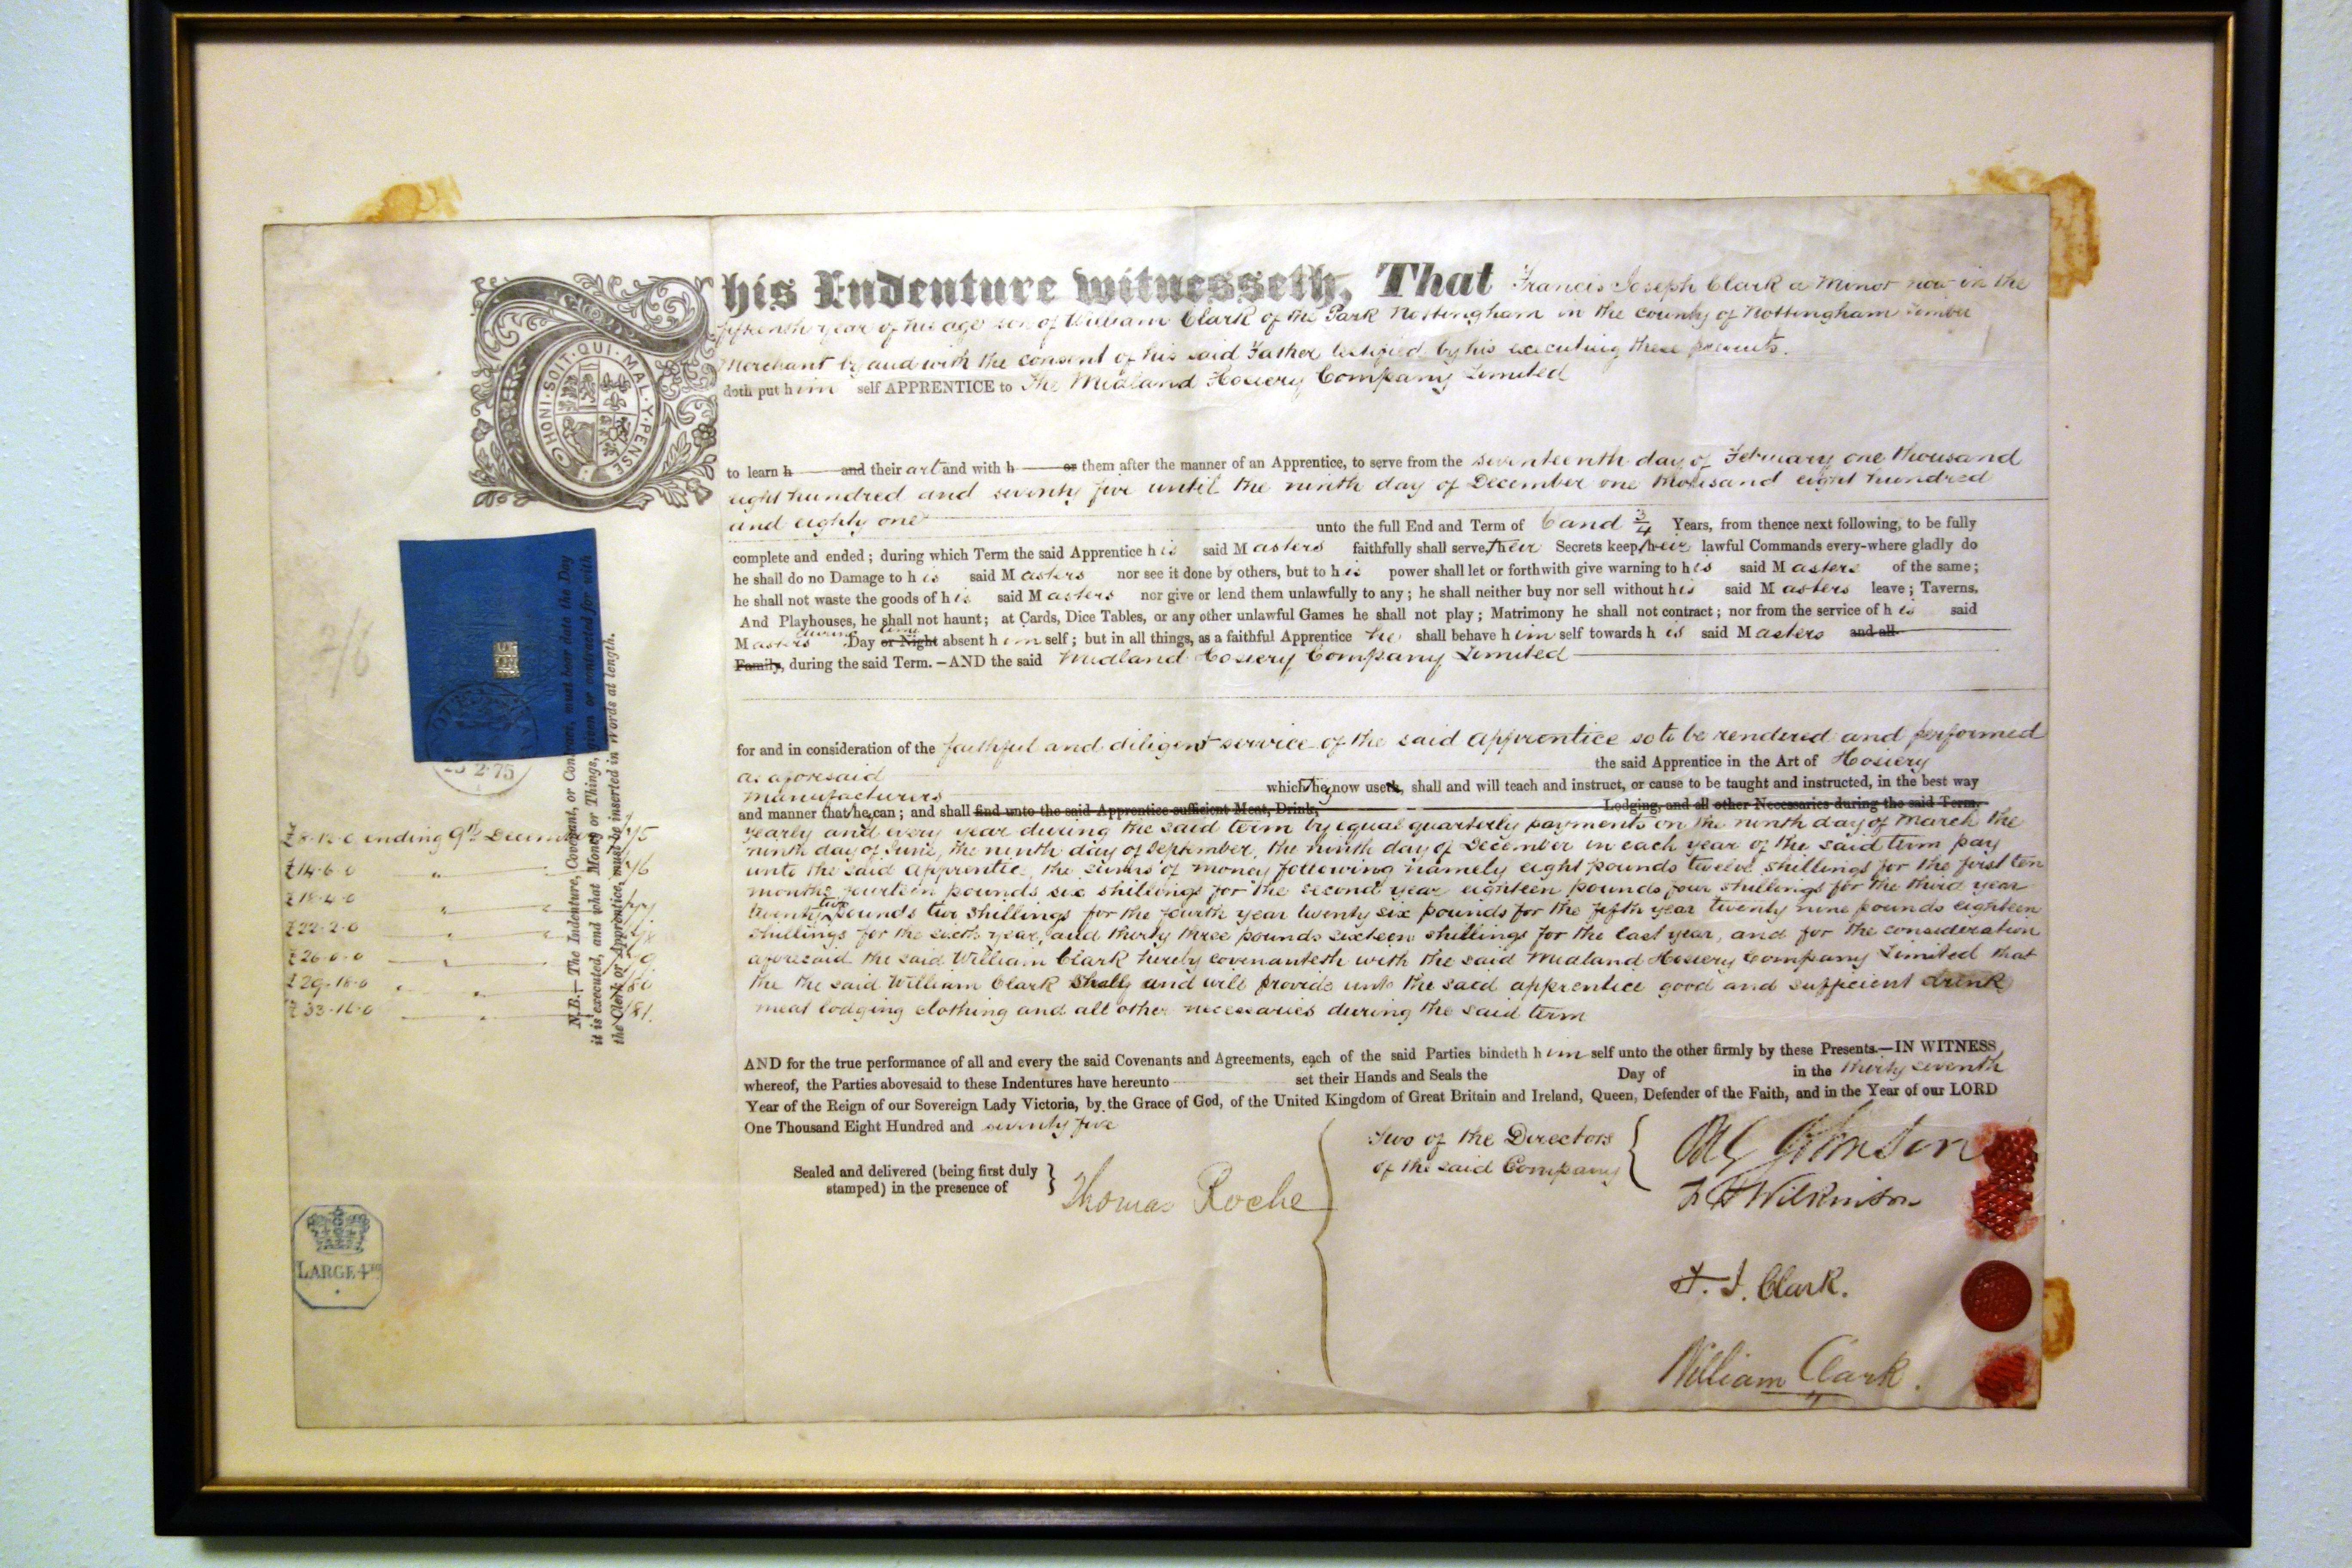 HONI·SOIT·QUI·MAL·Y·PENSE
his Indenture witnesseth, That Francis Joseph Clark a Minor now in the
fifteenth year of his age son of William Clark of the Park Nottingham in the county of Nottingham Timber
Merchant by and with the consent of his said Father testified by his executing these presents.
doth put him self APPRENTICE to The Midland Hosiery Company Limited
to learn h and their art and with h or them after the manner of an Apprentice, to serve from the seventeenth day of February one thousand
eight hundred and seventy five until the ninth day of December one thousand eight hundred
and eighty one
unto the full End and Term of 6 and 3/4 Years, from thence next following, to be fully
complete and ended; during which Term the said Apprentice his said Masters faithfully shall serve, their Secrets keep, their lawful Commands every-where gladly do
he shall do no Damage to his said Masters nor see it done by others, but to his power shall let or forthwith give warning to his said Masters of the same;
he shall not waste the goods of his said Masters nor give or lend them unlawfully to any; he shall neither buy nor sell without his said Masters leave; Taverns,
And Playhouses, he shall not haunt; at Cards, Dice Tables, or any other unlawful Games he shall not play; Matrimony he shall not contract; nor from the service of his said
Masters during Day time or Night absent him self; but in all things, as a faithful Apprentice he shall behave him self towards his said Masters and all
Family, during the said Term.—AND the said Midland Hosiery Company Limited
for and in consideration of the faithful and diligent service of the said apprentice so to be rendered and performed
as aforesaid the said Apprentice in the Art of Hosiery
manufacturers which they now useth, shall and will teach and instruct, or cause to be taught and instructed, in the best way
and manner that he can; and shall find unto the said Apprentice sufficient Meat, Drink, Lodging, and all other Necessaries during the said Term.
yearly and every year during the said term by equal quarterly payments on the ninth day of March the
ninth day of June, the ninth day of September, the ninth day of December in each year of the said term pay
unto the said apprentice the sums of money following namely eight pounds twelve shillings for the first ten
months fourteen pounds six shillings for the second year eighteen pounds four shillings for the third year
twenty two pounds two shillings for the fourth year twenty six pounds for the fifth year twenty nine pounds eighteen
shillings for the sixth year, and thirty three pounds sixteen shillings for the last year, and for the consideration
aforesaid the said William Clark hereby covenanteth with the said Midland Hosiery Company Limited that
the the said William Clark shall and will provide unto the said apprentice good and sufficient drink
meat lodging clothing and all other necessaries during the said term
AND for the true performance of all and every the said Covenants and Agreements, each of the said Parties bindeth him self unto the other firmly by these Presents.—IN WITNESS
whereof, the Parties abovesaid to these Indentures have hereunto set their Hands and Seals the Day of in the thirty seventh
Year of the Reign of our Sovereign Lady Victoria, by the Grace of God, of the United Kingdom of Great Britain and Ireland, Queen, Defender of the Faith, and in the Year of our LORD
One Thousand Eight Hundred and seventy five
Sealed and delivered (being first duly
stamped) in the presence of
Thomas Roche
Two of the Directors
of the said Company
F H Wilkinson
F. J. Clark.
William Clark.
2/6
23·2·75
N.B.—The Indenture, Covenant, or Contract, must bear date the Day
it is executed, and what Money or Things, or contracted for with
the Clerk or Apprentice, must be inserted in Words at length.
£8-12-0 ending 9th December /75
£14-6-0 " " /76
£18-4-0 " " /77
£22-2-0 " " /78
£26-0-0 " /79
£29-18-0 " " /80
£33-16-0 " /81.
LARGE